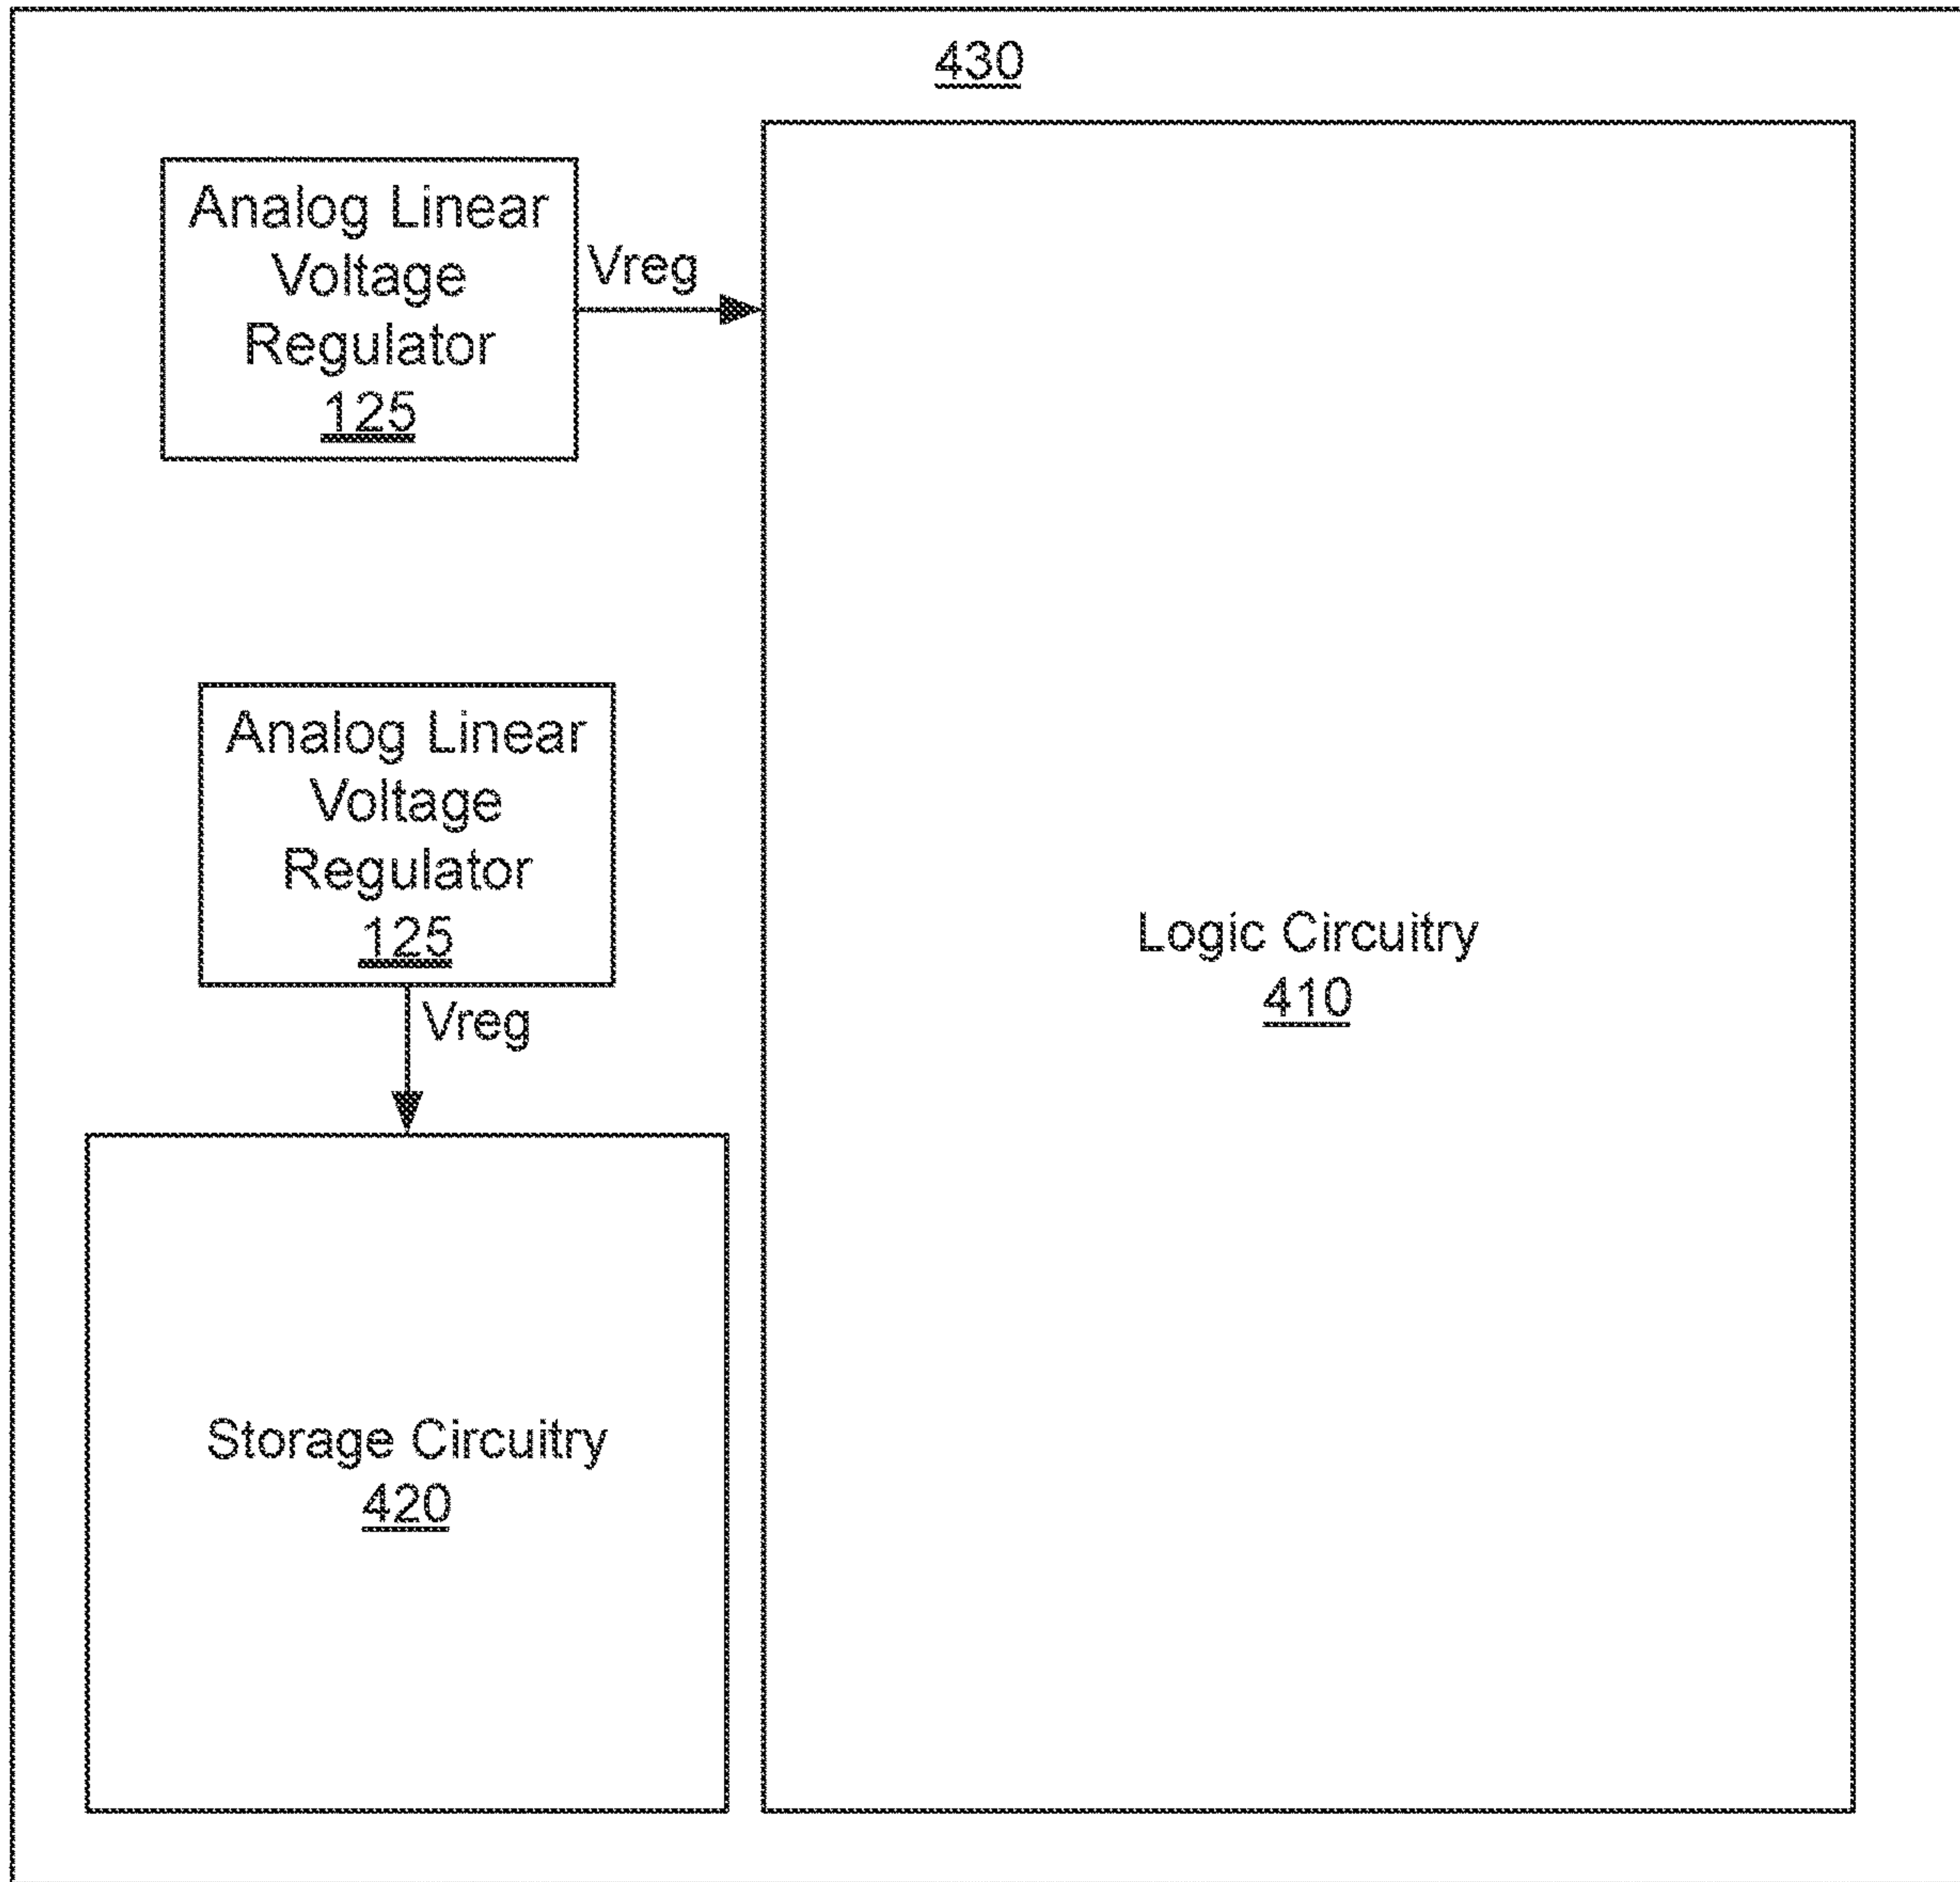 430
Analog Linear
Voltage
Regulator
125
Vreg
Analog Linear
Voltage
Regulator
125
Vreg
Logic Circuitry
410
Storage Circuitry
420